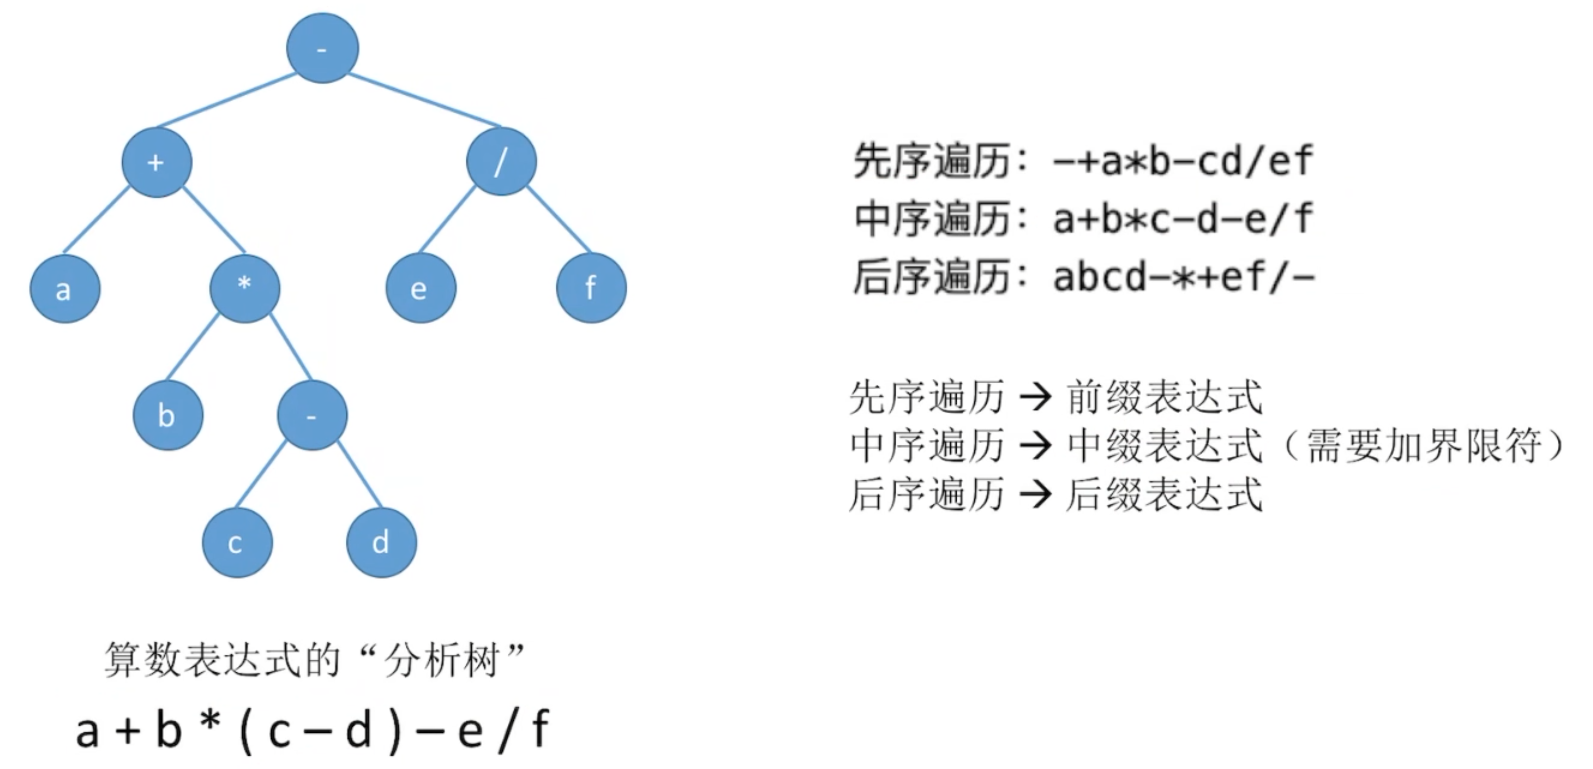 -
+
/
a
*
e
f
b
-
c
d
算数表达式的“分析树”
a + b * ( c – d ) – e / f
先序遍历：-+a*b-cd/ef
中序遍历：a+b*c-d-e/f
后序遍历：abcd-*+ef/-
先序遍历 → 前缀表达式
中序遍历 → 中缀表达式（需要加界限符）
后序遍历 → 后缀表达式